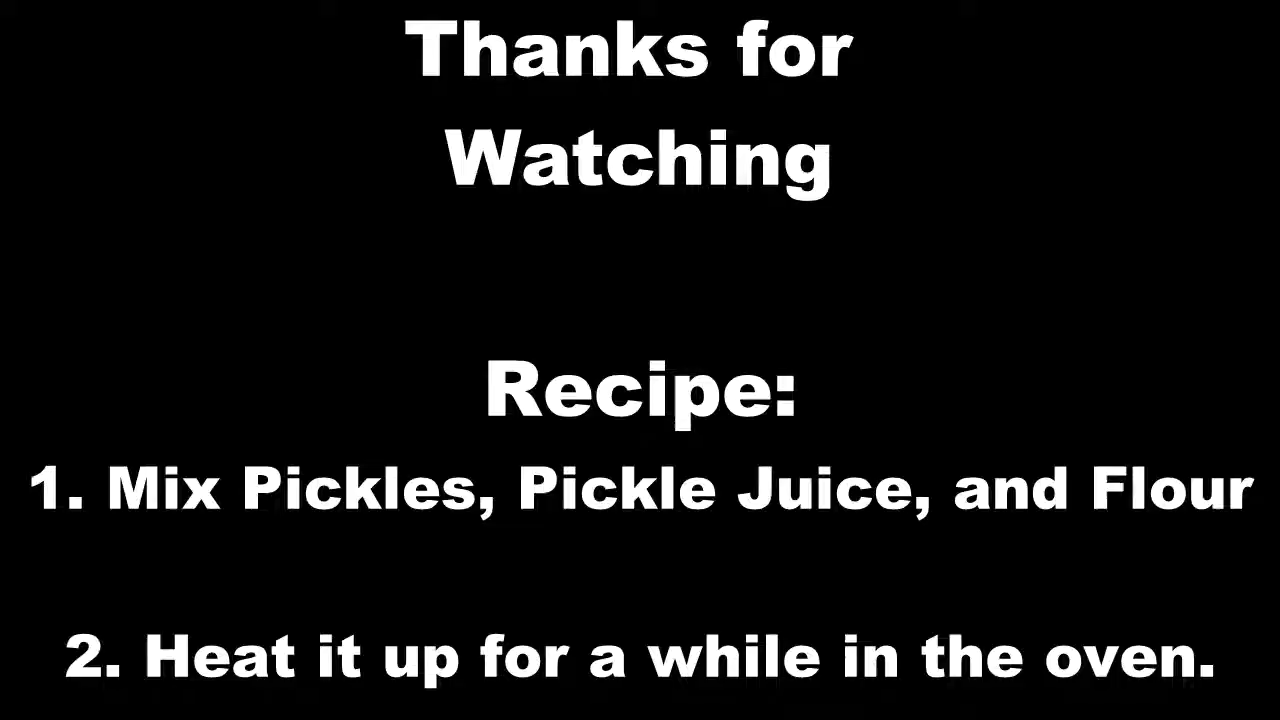 Thanks for
Watching
Recipe:
1. Mix Pickles, Pickle Juice, and Flour
2. Heat it up for a while in the oven.